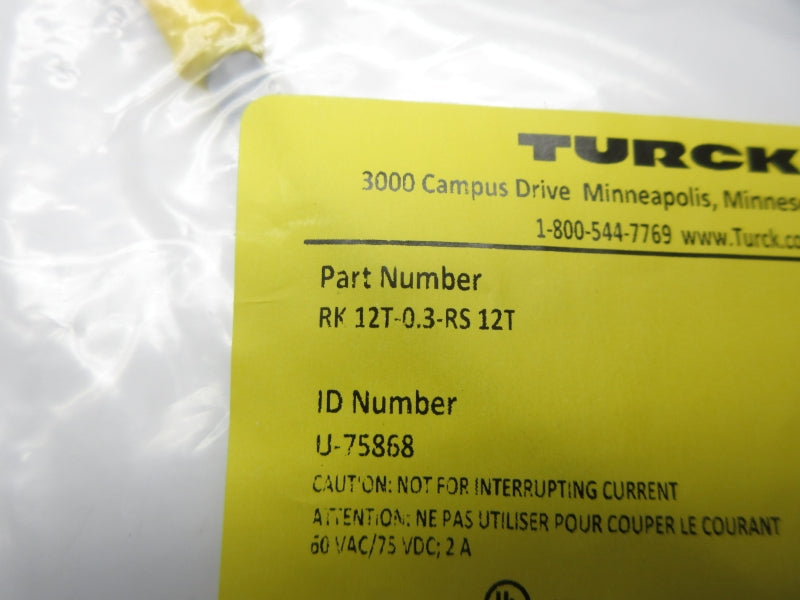 TURCK
3000 Campus Drive Minneapolis,
1-800-544-7769
Part Number
RK 12T-0.3-RS 12T
ID Number
U-75868
CAUTION: NOT FOR INTERRUPTING CURRENT
ATTENTION: NE PAS UTILISER POUR COUPER LE COURANT
60 VAC/75 VDC; 2 A